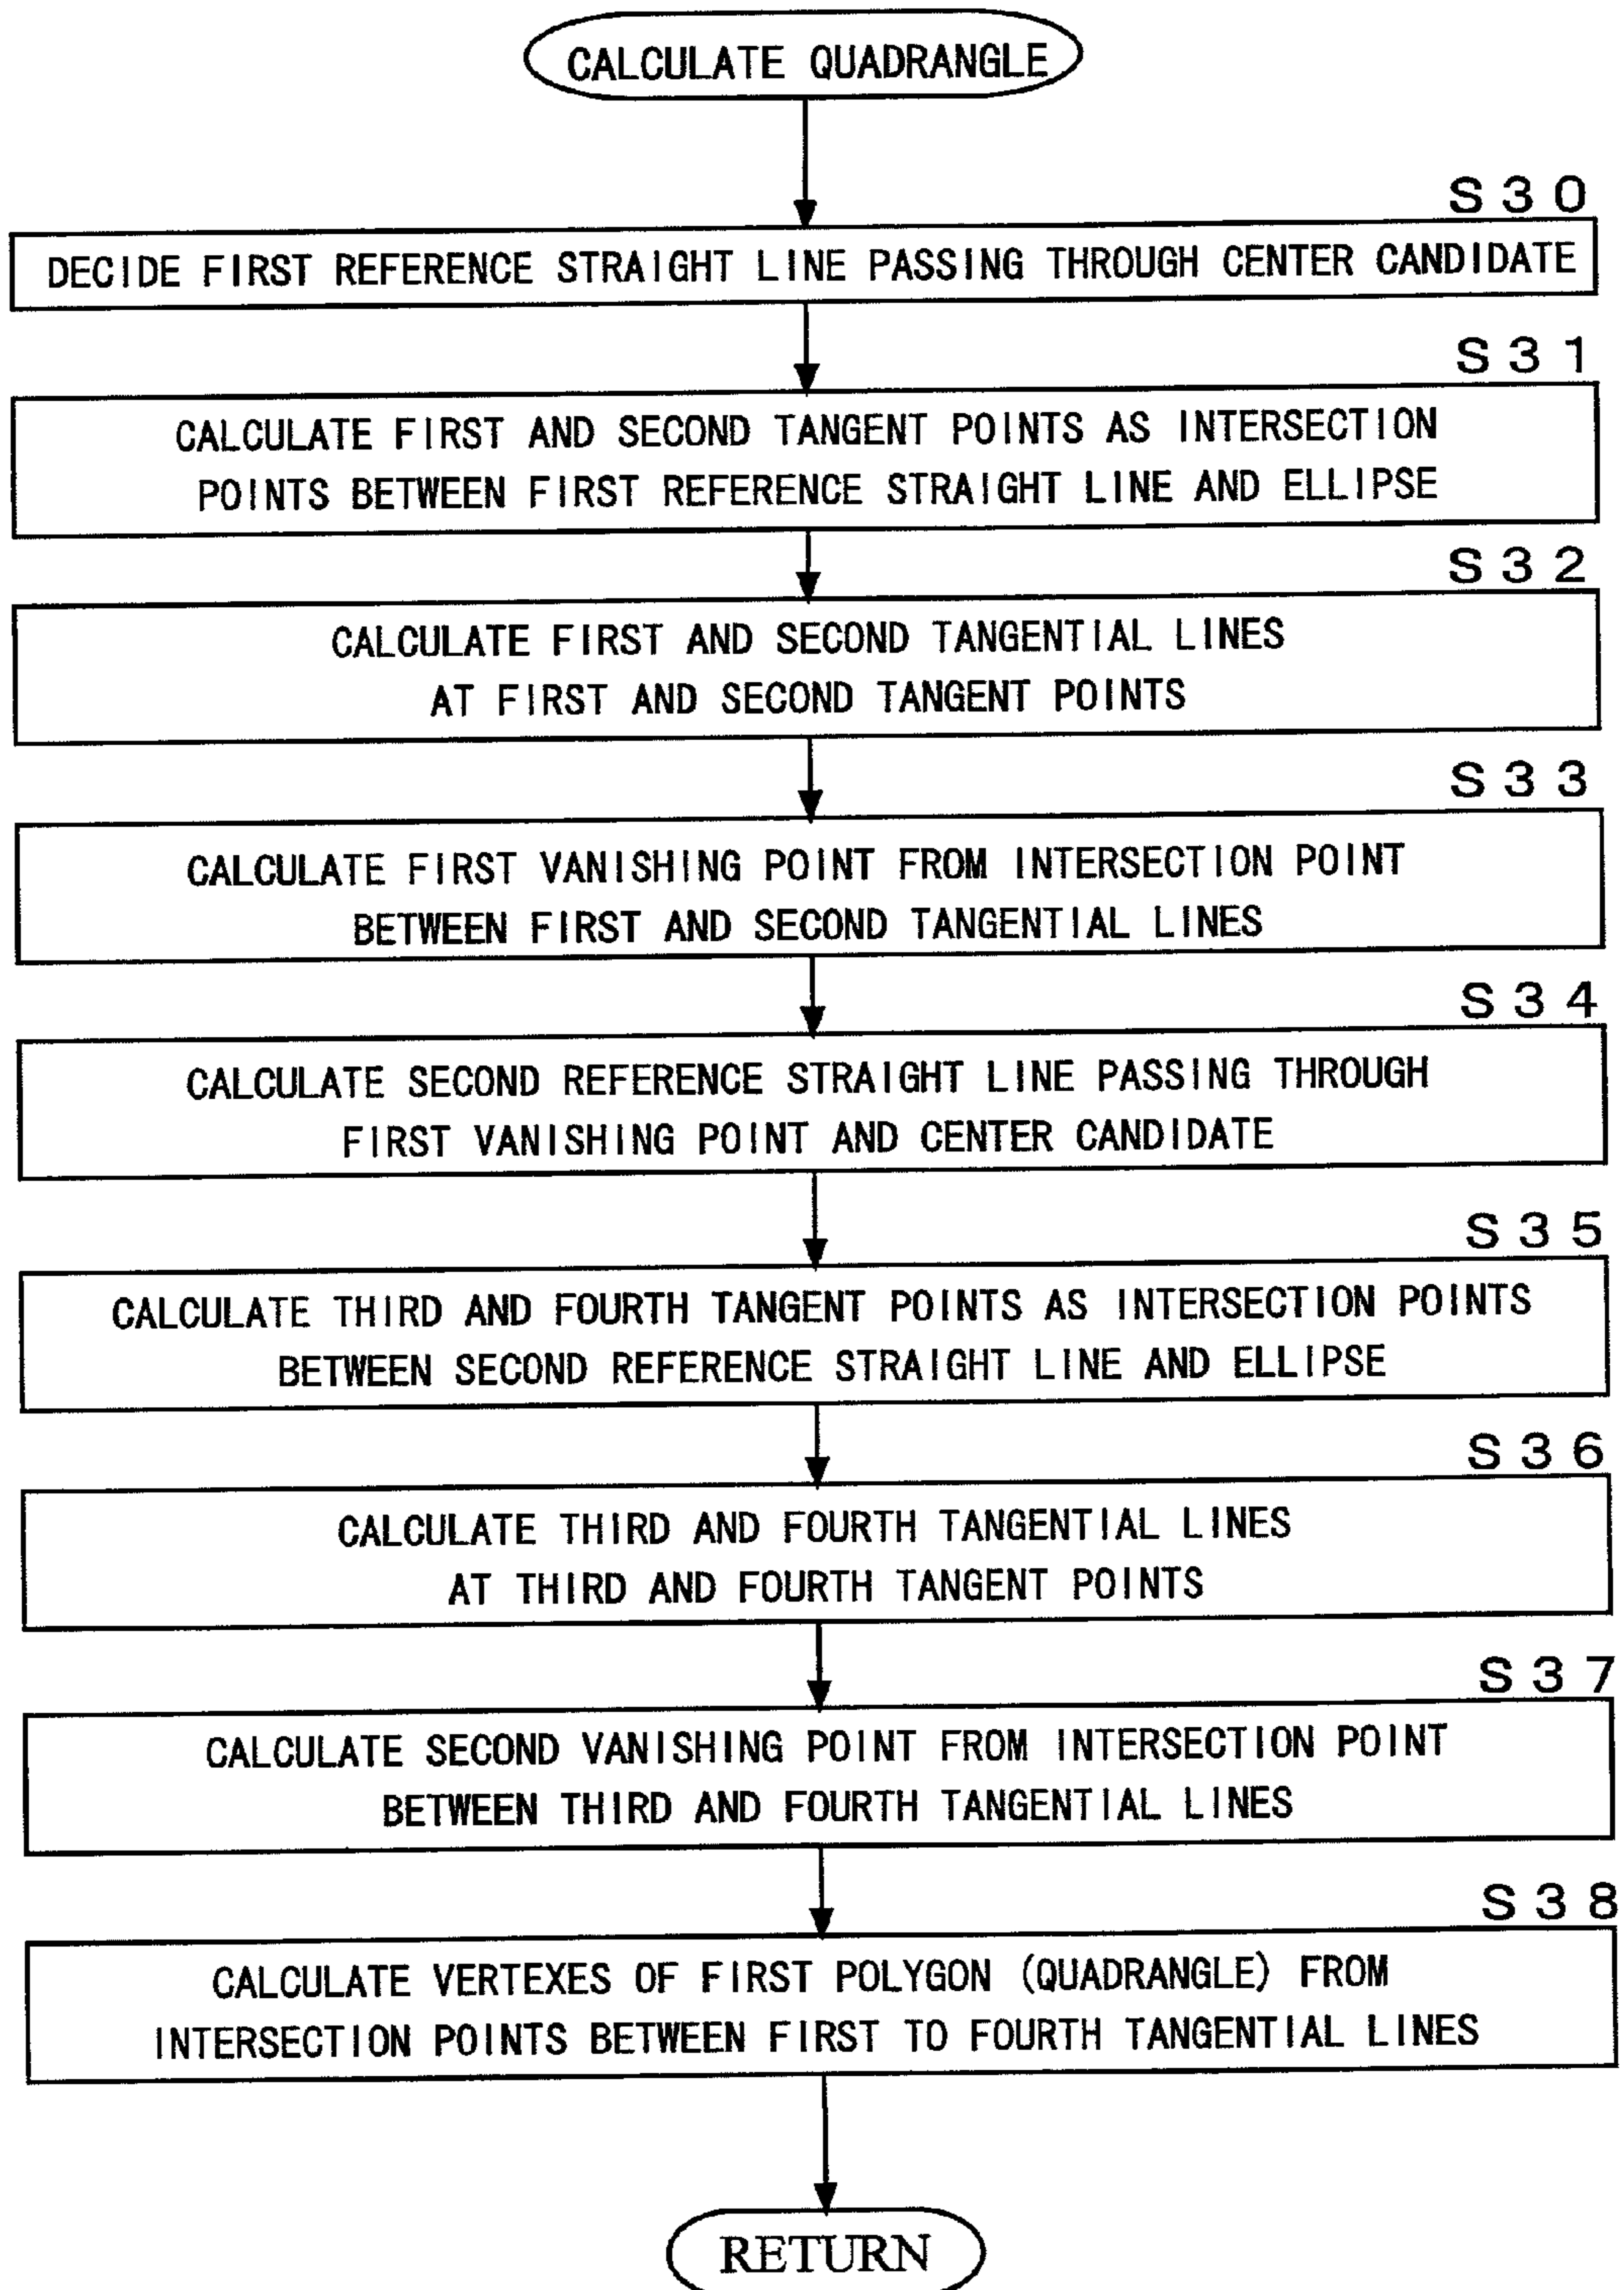 CALCULATE QUADRANGLE
S30
DECIDE FIRST REFERENCE STRAIGHT LINE PASSING THROUGH CENTER CANDIDATE
S31
CALCULATE FIRST AND SECOND TANGENT POINTS AS INTERSECTION
POINTS BETWEEN FIRST REFERENCE STRAIGHT LINE AND ELLIPSE
S32
CALCULATE FIRST AND SECOND TANGENTIAL LINES
AT FIRST AND SECOND TANGENT POINTS
S33
CALCULATE FIRST VANISHING POINT FROM INTERSECTION POINT
BETWEEN FIRST AND SECOND TANGENTIAL LINES
S34
CALCULATE SECOND REFERENCE STRAIGHT LINE PASSING THROUGH
FIRST VANISHING POINT AND CENTER CANDIDATE
S35
CALCULATE THIRD AND FOURTH TANGENT POINTS AS INTERSECTION POINTS
BETWEEN SECOND REFERENCE STRAIGHT LINE AND ELLIPSE
S36
CALCULATE THIRD AND FOURTH TANGENTIAL LINES
AT THIRD AND FOURTH TANGENT POINTS
S37
CALCULATE SECOND VANISHING POINT FROM INTERSECTION POINT
BETWEEN THIRD AND FOURTH TANGENTIAL LINES
S38
CALCULATE VERTEXES OF FIRST POLYGON (QUADRANGLE) FROM
INTERSECTION POINTS BETWEEN FIRST TO FOURTH TANGENTIAL LINES
RETURN